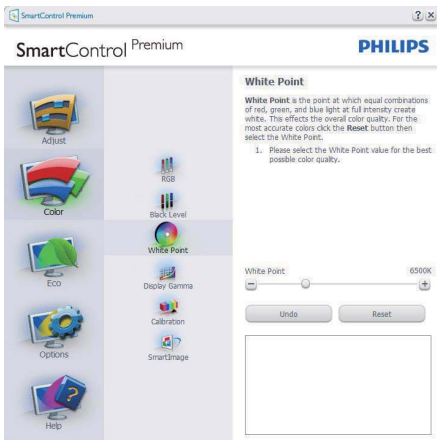 SmartControl Premium
SmartControl Premium
PHILIPS
Adjust
Color
Eco
Options
Help
RGB
Black Level
White Point
Display Gamma
Calibration
SmartImage
White Point
White Point is the point at which equal combinations
of red, green, and blue light at full intensity create
white. This effects the overall color quality. For the
most accurate colors click the Reset button then
select the White Point.
1. Please select the White Point value for the best
possible color quality.
White Point 6500K
Undo Reset